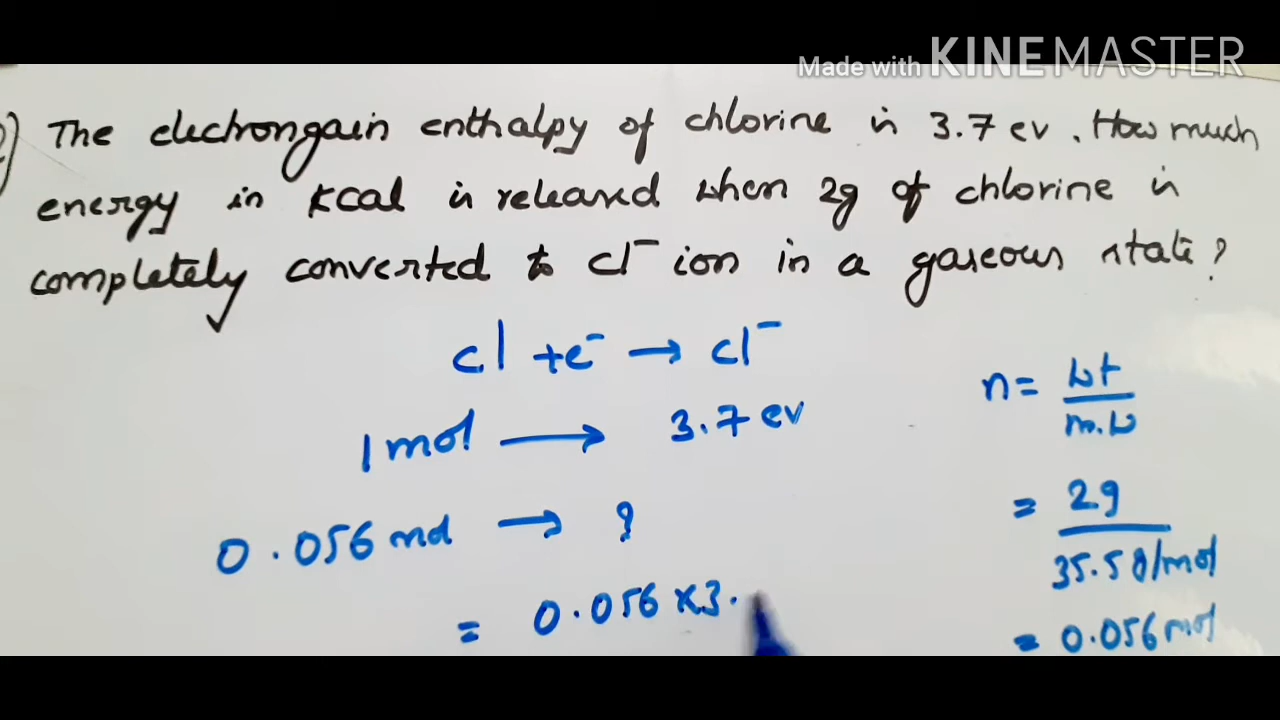 Made with KINEMASTER
) The electrongain enthalpy of chlorine is 3.7 ev. How much
energy in kcal is released when 2g of chlorine is
completely converted to Cl⁻ ion in a gaseous state?
Cl + e⁻ → Cl⁻
1 mol → 3.7 ev
0.056 mol → ?
= 0.056 x 3.
n = wt / m.w
= 2g / 35.5 g/mol
= 0.056 mol